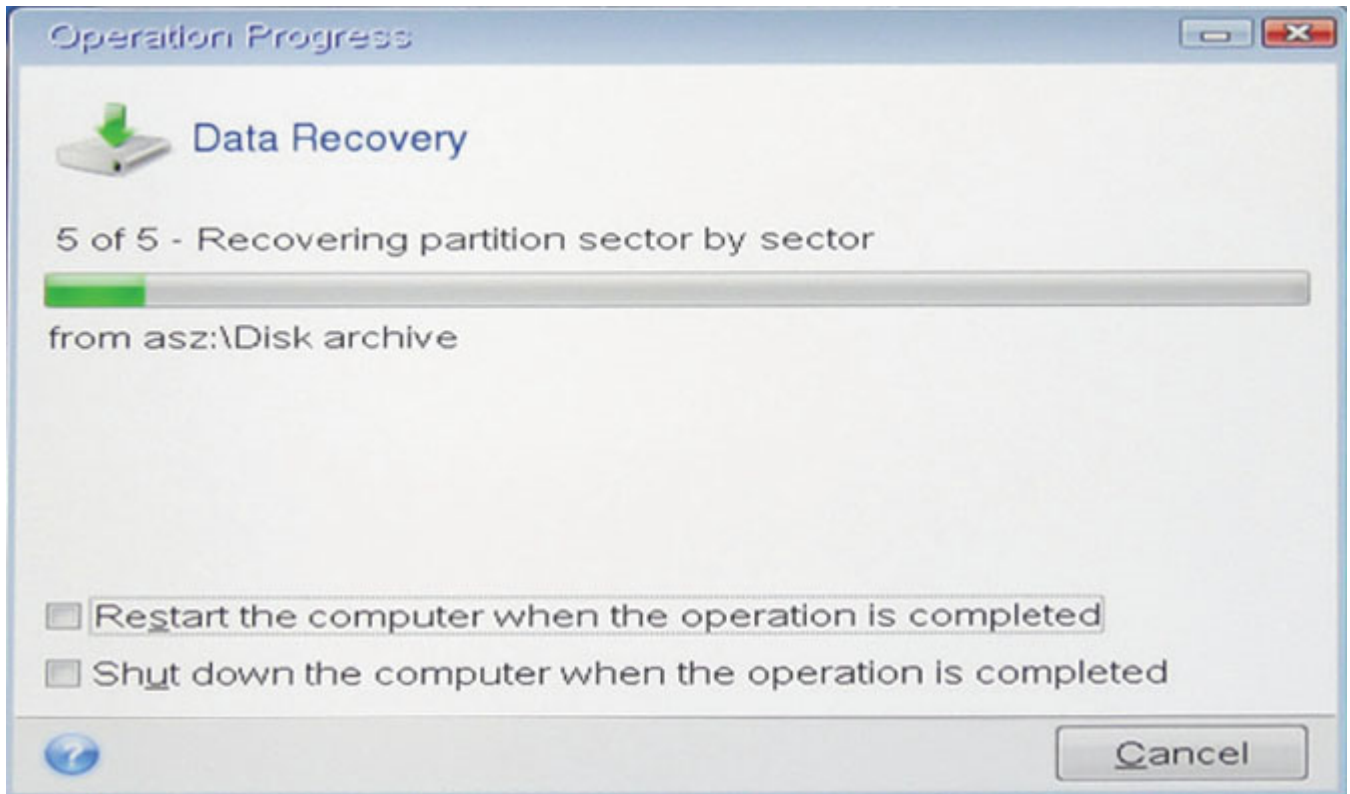 Operation Progress
Data Recovery
5 of 5 - Recovering partition sector by sector
from asz:\Disk archive
Restart the computer when the operation is completed
Shut down the computer when the operation is completed
?
Cancel